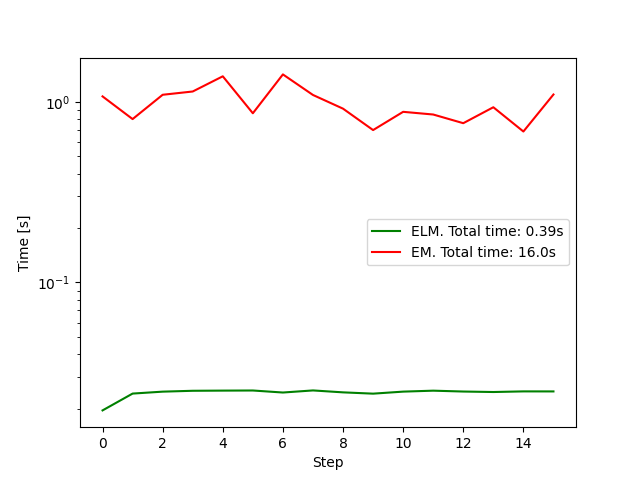 10⁰
10⁻¹
Time [s]
ELM. Total time: 0.39s
EM. Total time: 16.0s
0 2 4 6 8 10 12 14
Step